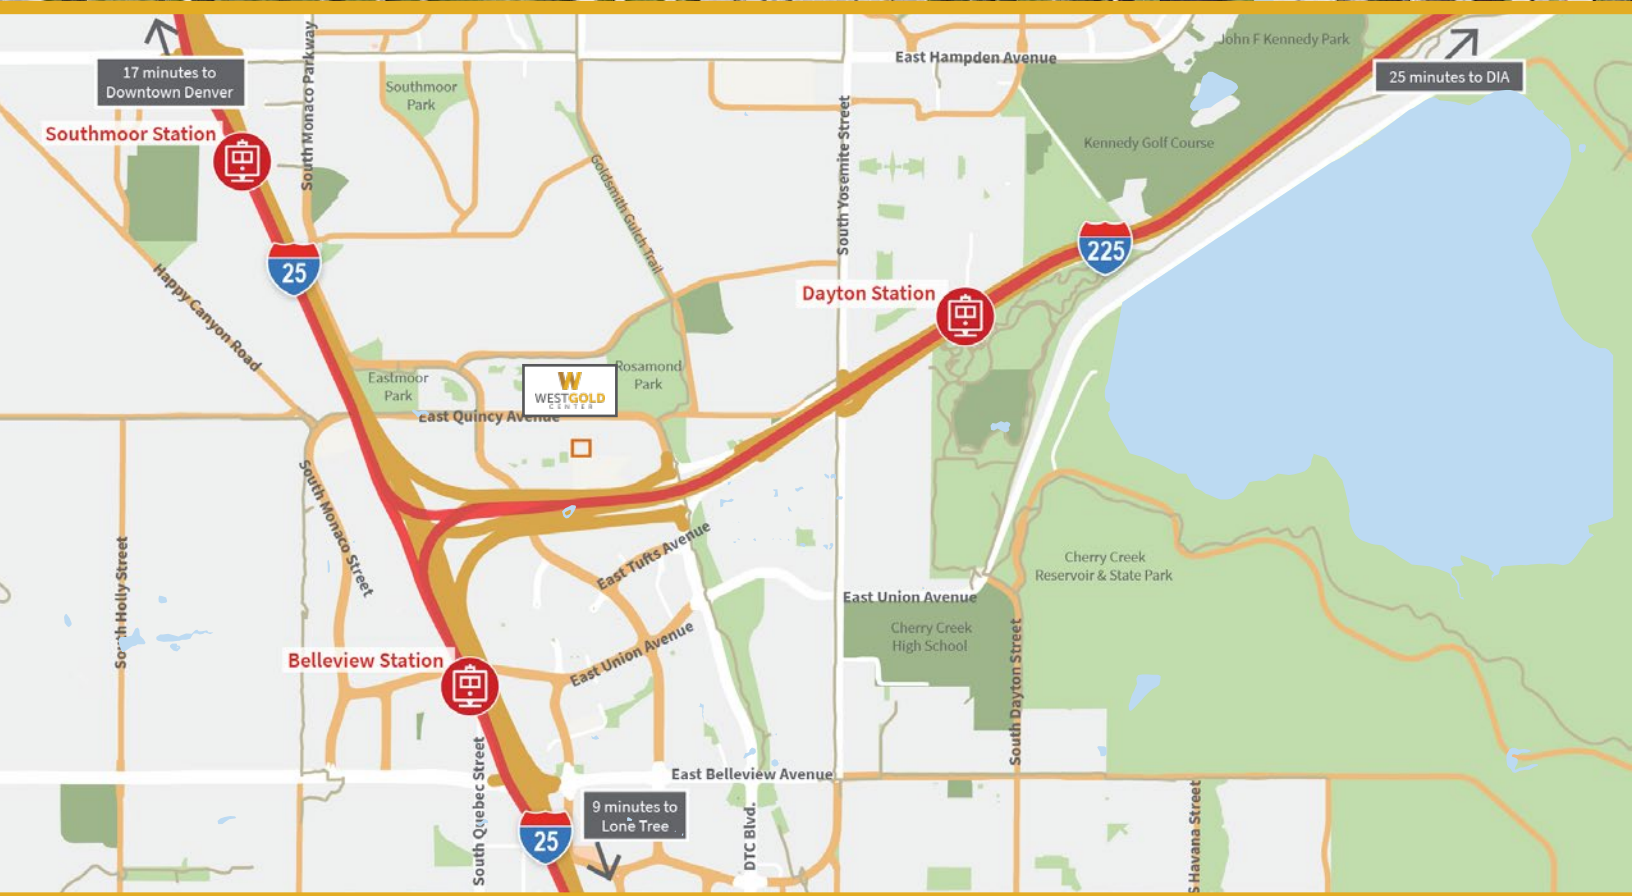 East Hampden Avenue
John F Kennedy Park
17 minutes to
Downtown Denver
25 minutes to DIA
South Monaco Parkway
Southmoor
Park
Southmoor Station
Kennedy Golf Course
Goldsmith Gulch Trail
South Yosemite Street
25
225
Happy Canyon Road
Dayton Station
Eastmoor
Park
W
WESTGOLD
CENTER
Rosamond
Park
East Quincy Avenue
South Monaco Street
South Holly Street
East Tufts Avenue
Cherry Creek
Reservoir & State Park
East Union Avenue
Cherry Creek
High School
East Union Avenue
Belleview Station
South Dayton Street
South Quebec Street
East Belleview Avenue
9 minutes to
Lone Tree
25
DTC Blvd.
S Havana Street